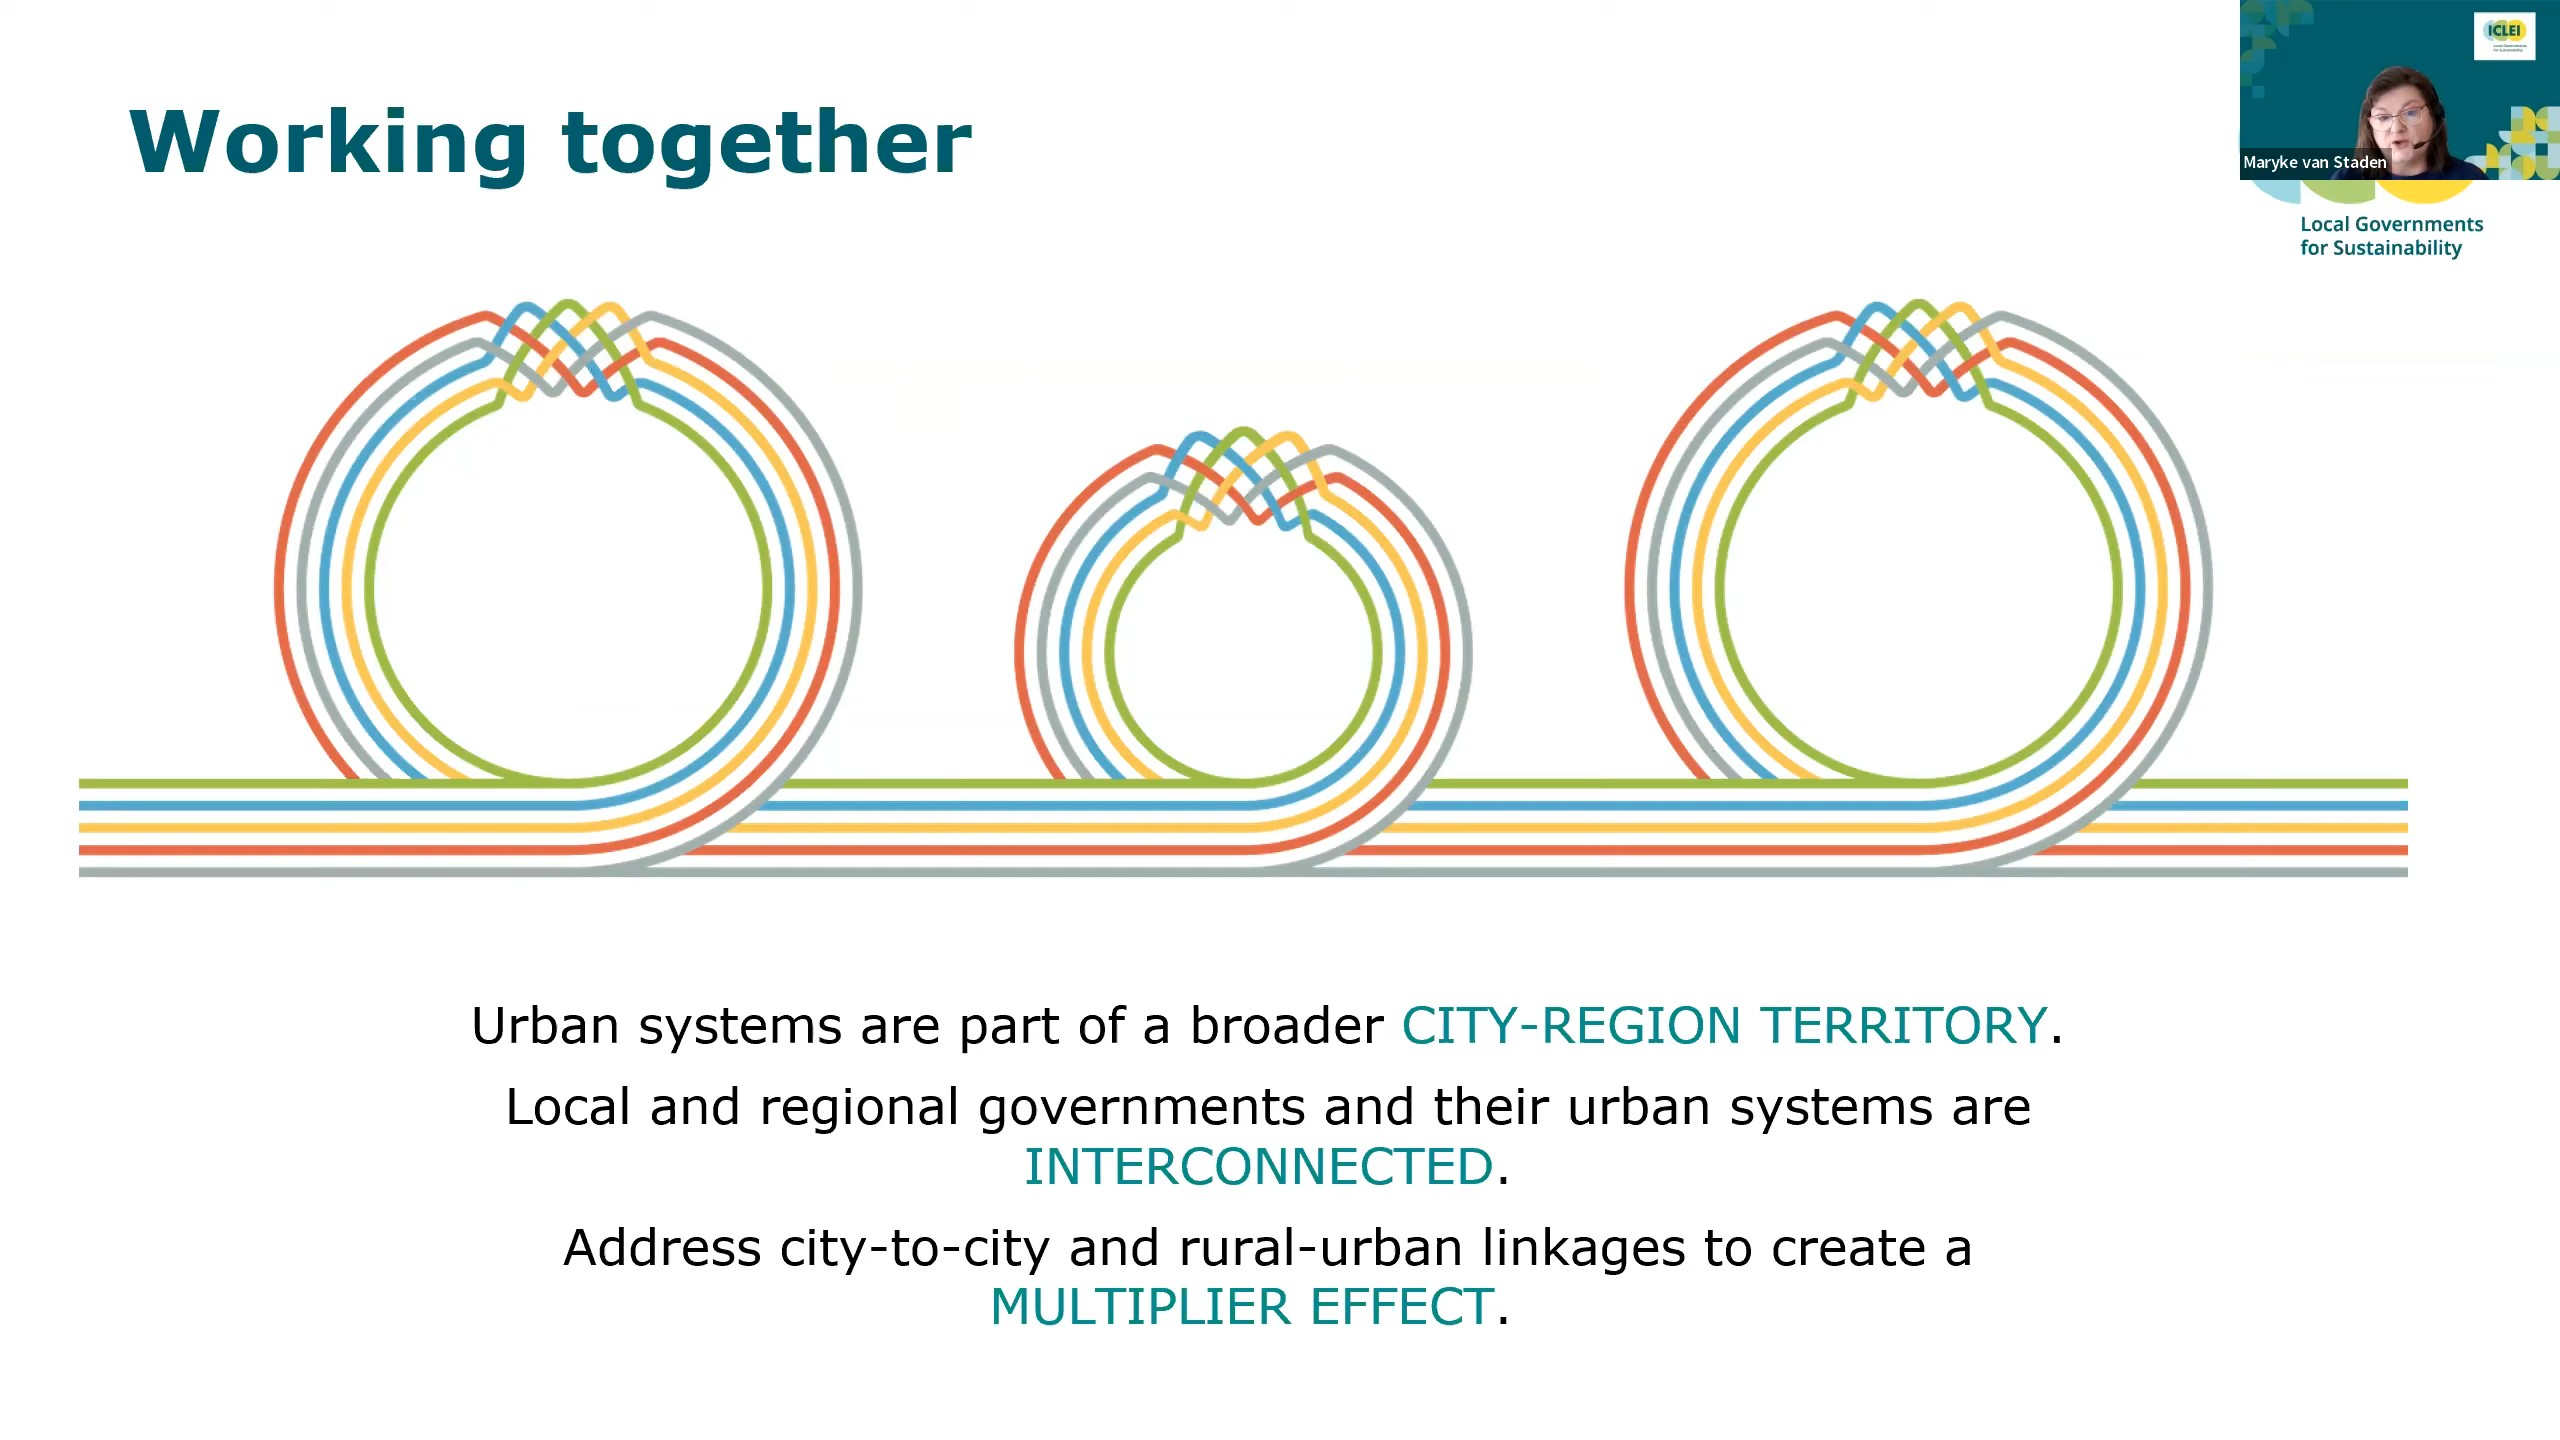 Working together
ICLEI
Maryke van Staden
Local Governments
for Sustainability
Urban systems are part of a broader CITY-REGION TERRITORY.
Local and regional governments and their urban systems are
INTERCONNECTED.
Address city-to-city and rural-urban linkages to create a
MULTIPLIER EFFECT.